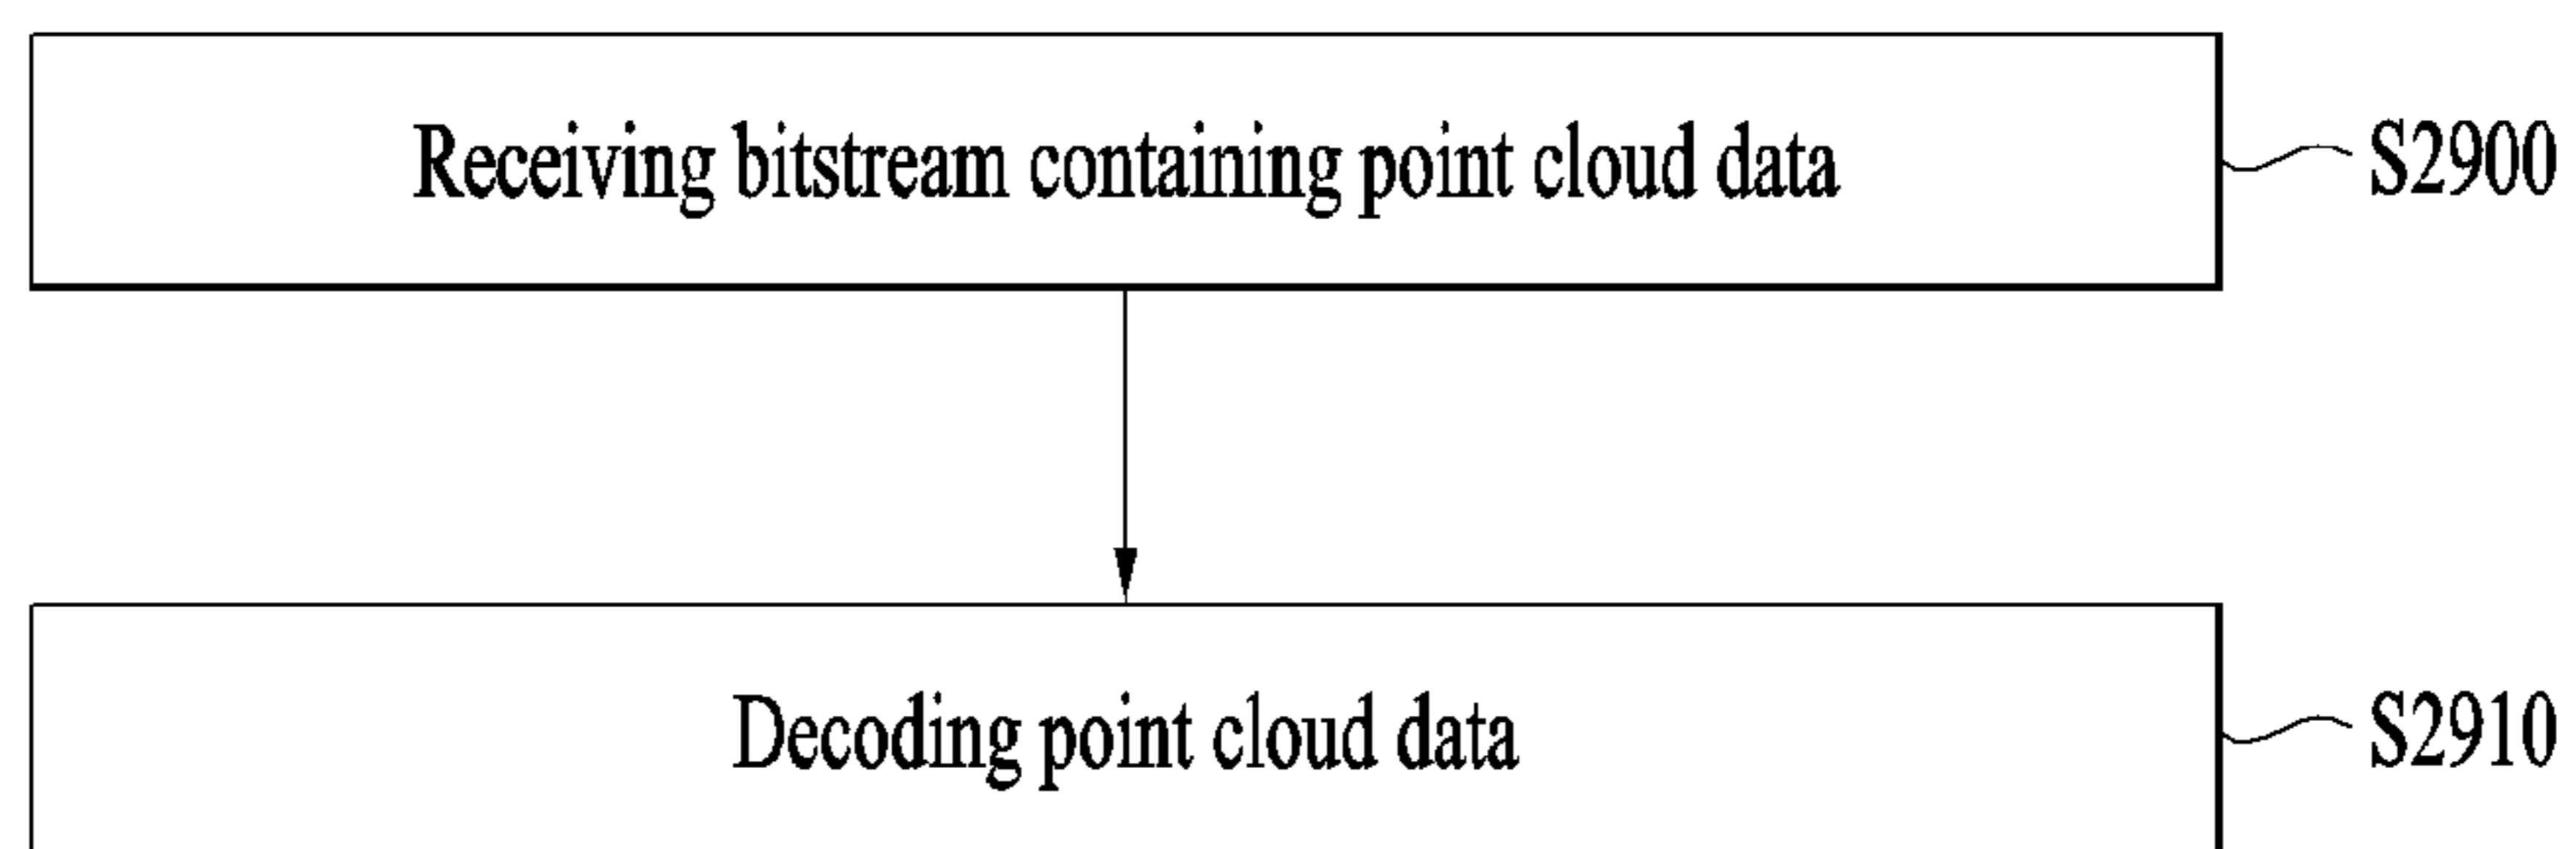 Receiving bitstream containing point cloud data
S2900
Decoding point cloud data
S2910